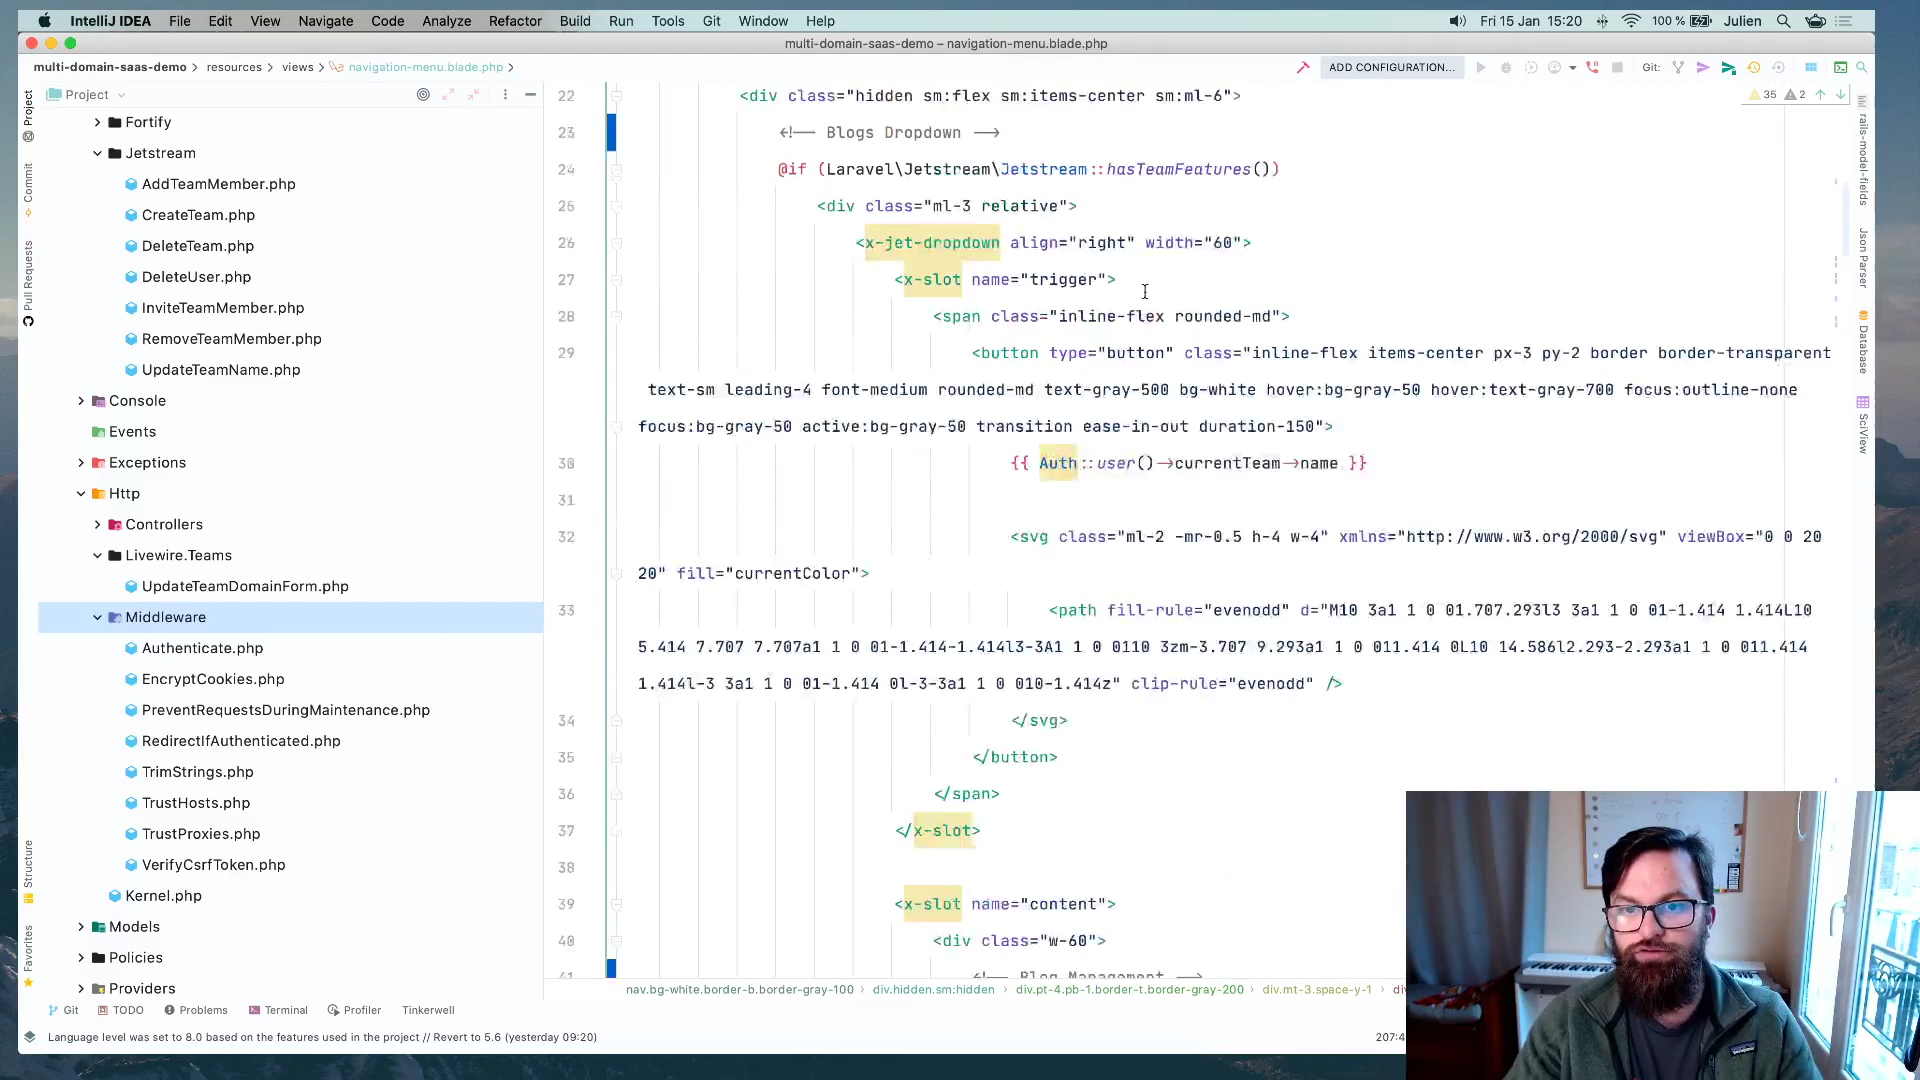 IntelliJ IDEA File Edit View Navigate Code Analyze Refactor Build Run Tools Git Window Help
Fri 15 Jan 15:20 100 % Julien
multi-domain-saas-demo – navigation-menu.blade.php
multi-domain-saas-demo resources views navigation-menu.blade.php
ADD CONFIGURATION...
Git:
Project
Fortify
Jetstream
AddTeamMember.php
CreateTeam.php
DeleteTeam.php
DeleteUser.php
InviteTeamMember.php
RemoveTeamMember.php
UpdateTeamName.php
Console
Events
Exceptions
Http
Controllers
Livewire.Teams
UpdateTeamDomainForm.php
Middleware
Authenticate.php
EncryptCookies.php
PreventRequestsDuringMaintenance.php
RedirectIfAuthenticated.php
TrimStrings.php
TrustHosts.php
TrustProxies.php
VerifyCsrfToken.php
Kernel.php
Models
Policies
Providers
Project
Commit
Pull Requests
Structure
Favorites
35 2
22 <div class="hidden sm:flex sm:items-center sm:ml-6">
23 <!-- Blogs Dropdown -->
24 @if (Laravel\Jetstream\Jetstream::hasTeamFeatures())
25 <div class="ml-3 relative">
26 <x-jet-dropdown align="right" width="60">
27 <x-slot name="trigger">
28 <span class="inline-flex rounded-md">
29 <button type="button" class="inline-flex items-center px-3 py-2 border border-transparent
text-sm leading-4 font-medium rounded-md text-gray-500 bg-white hover:bg-gray-50 hover:text-gray-700 focus:outline-none
focus:bg-gray-50 active:bg-gray-50 transition ease-in-out duration-150">
30 {{ Auth::user()->currentTeam->name }}
31
32 <svg class="ml-2 -mr-0.5 h-4 w-4" xmlns="http://www.w3.org/2000/svg" viewBox="0 0 20
20" fill="currentColor">
33 <path fill-rule="evenodd" d="M10 3a1 1 0 01.707.293l3 3a1 1 0 01-1.414 1.414L10
5.414 7.707 7.707a1 1 0 01-1.414-1.414l3-3A1 1 0 0110 3zm-3.707 9.293a1 1 0 011.414 0L10 14.586l2.293-2.293a1 1 0 011.414
1.414l-3 3a1 1 0 01-1.414 0l-3-3a1 1 0 010-1.414z" clip-rule="evenodd" />
34 </svg>
35 </button>
36 </span>
37 </x-slot>
38
39 <x-slot name="content">
40 <div class="w-60">
41 <!-- Blog Management -->
rails-model-fields
Json Parser
Database
SciView
nav.bg-white.border-b.border-gray-100 div.hidden.sm:hidden div.pt-4.pb-1.border-t.border-gray-200 div.mt-3.space-y-1
Git TODO Problems Terminal Profiler Tinkerwell
Language level was set to 8.0 based on the features used in the project // Revert to 5.6 (yesterday 09:20)